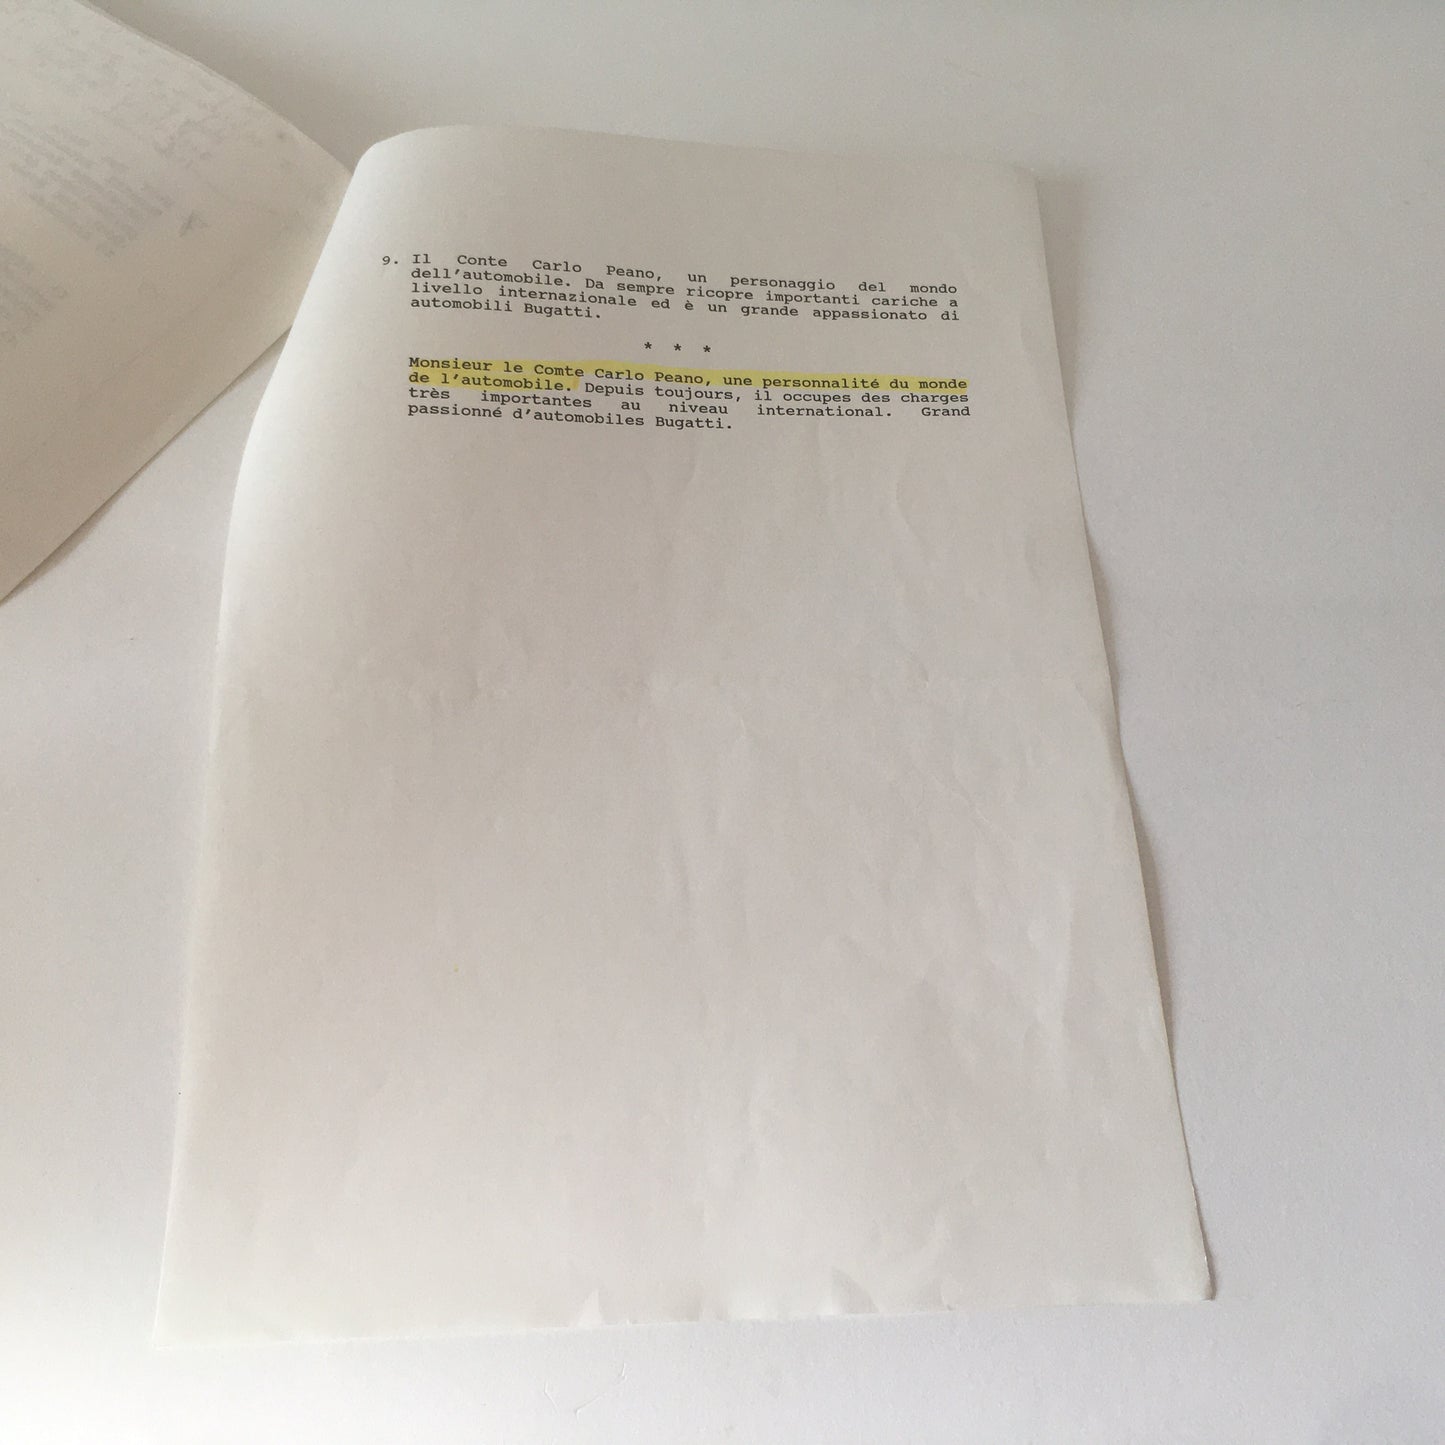 9. Il Conte Carlo Peano, un personaggio del mondo
dell'automobile. Da sempre ricopre importanti cariche a
livello internazionale ed è un grande appassionato di
automobili Bugatti.
* * *
Monsieur le Comte Carlo Peano, une personnalité du monde
de l'automobile. Depuis toujours, il occupes des charges
très importantes au niveau international. Grand
passionné d'automobiles Bugatti.